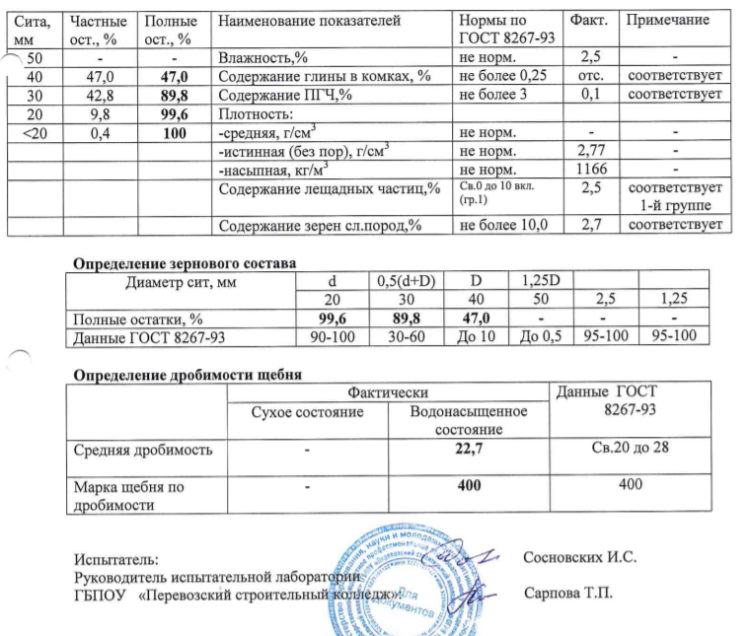 Сита, мм Частные ост., % Полные ост., % Наименование показателей Нормы по ГОСТ 8267-93 Факт. Примечание
50 - - Влажность,% не норм. 2,5 -
40 47,0 47,0 Содержание глины в комках, % не более 0,25 отс. соответствует
30 42,8 89,8 Содержание ПГЧ,% не более 3 0,1 соответствует
20 9,8 99,6 Плотность:
<20 0,4 100 -средняя, г/см³ не норм. - -
-истинная (без пор), г/см³ не норм. 2,77 -
-насыпная, кг/м³ не норм. 1166 -
Содержание лещадных частиц,% Св.0 до 10 вкл. (гр.1) 2,5 соответствует 1-й группе
Содержание зерен сл.пород,% не более 10,0 2,7 соответствует
Определение зернового состава
Диаметр сит, мм d 0,5(d+D) D 1,25D
20 30 40 50 2,5 1,25
Полные остатки, % 99,6 89,8 47,0 - - -
Данные ГОСТ 8267-93 90-100 30-60 До 10 До 0,5 95-100 95-100
Определение дробимости щебня
Фактически Данные ГОСТ 8267-93
Сухое состояние Водонасыщенное состояние
Средняя дробимость - 22,7 Св.20 до 28
Марка щебня по дробимости - 400 400
Испытатель: Сосновских И.С.
Руководитель испытательной лаборатории
ГБПОУ «Перевозский строительный колледж»: Сарпова Т.П.
Для
документов